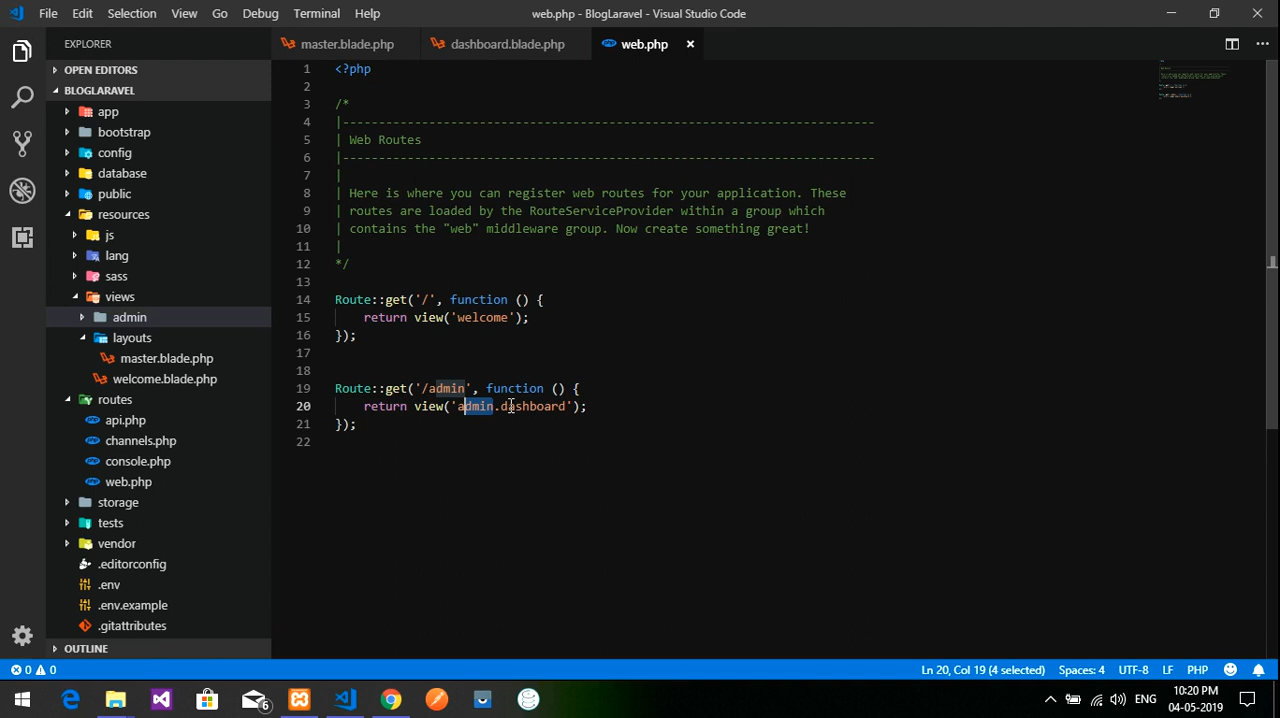 File Edit Selection View Go Debug Terminal Help
web.php - BlogLaravel - Visual Studio Code
EXPLORER
master.blade.php dashboard.blade.php web.php
OPEN EDITORS
BLOGLARAVEL
app
bootstrap
config
database
public
resources
js
lang
sass
views
admin
layouts
master.blade.php
welcome.blade.php
routes
api.php
channels.php
console.php
web.php
storage
tests
vendor
.editorconfig
.env
.env.example
.gitattributes
OUTLINE
1 <?php
2
3 /*
4 |--------------------------------------------------------------------------
5 | Web Routes
6 |--------------------------------------------------------------------------
7 |
8 | Here is where you can register web routes for your application. These
9 | routes are loaded by the RouteServiceProvider within a group which
10 | contains the "web" middleware group. Now create something great!
11 |
12 */
13
14 Route::get('/', function () {
15     return view('welcome');
16 });
17
18
19 Route::get('/admin', function () {
20     return view('admin.dashboard');
21 });
22
0 0
Ln 20, Col 19 (4 selected) Spaces: 4 UTF-8 LF PHP
6
ENG
10:20 PM
04-05-2019